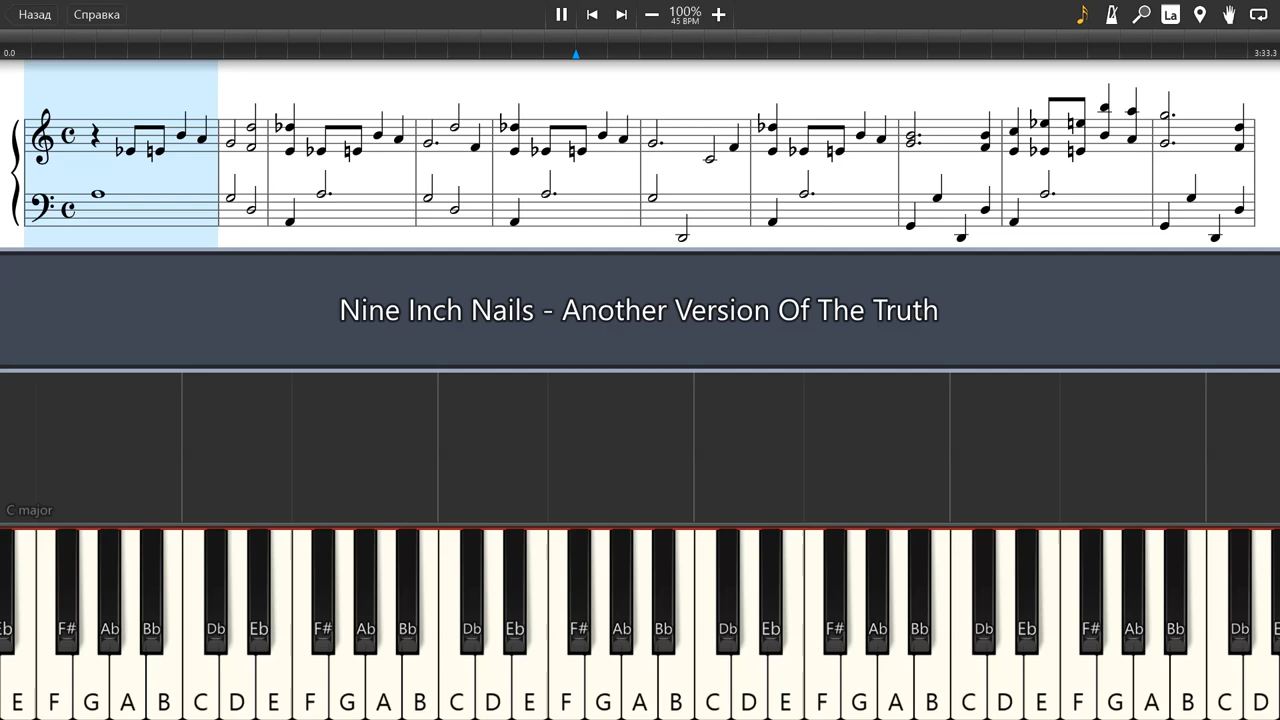 Назад Справка 100% La
45 BPM
0.0 3:33.3
Nine Inch Nails - Another Version Of The Truth
C major
Eb F# Ab Bb Db Eb F# Ab Bb Db Eb F# Ab Bb Db Eb F# Ab Bb Db Eb F# Ab Bb Db E
E F G A B C D E F G A B C D E F G A B C D E F G A B C D E F G A B C D